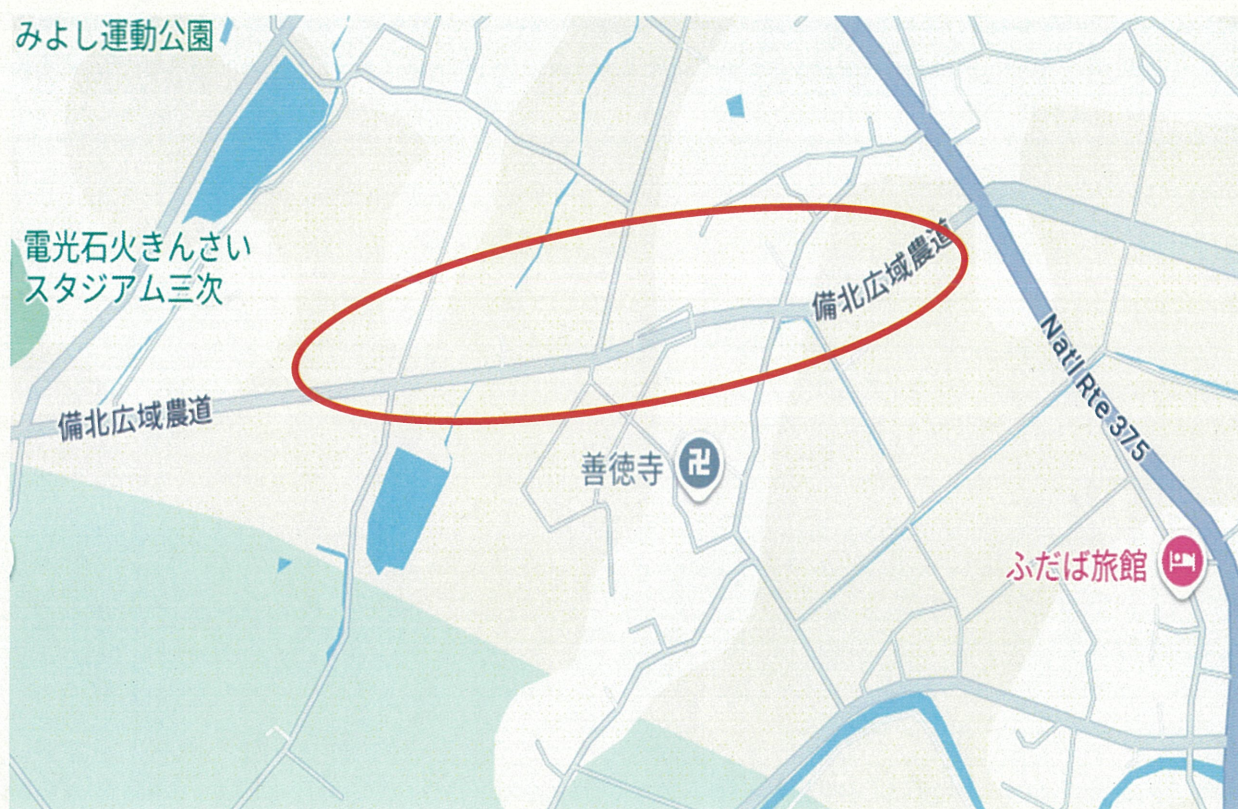 みよし運動公園
電光石火きんさい
スタジアム三次
備北広域農道
備北広域農道
Nat'l Rte 375
善徳寺
卍
ふだば旅館